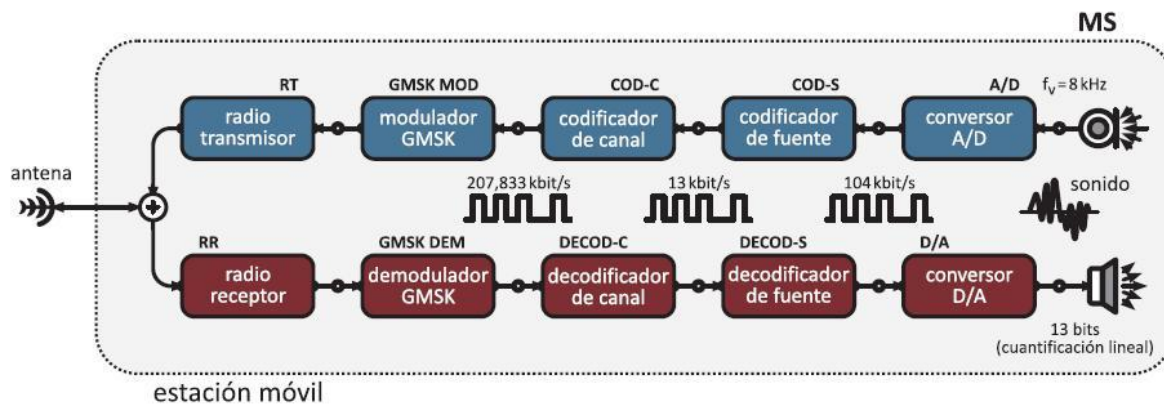 MS
RT
GMSK MOD
COD-C
COD-S
A/D
f_v = 8 kHz
radio
transmisor
modulador
GMSK
codificador
de canal
codificador
de fuente
conversor
A/D
antena
207,833 kbit/s
13 kbit/s
104 kbit/s
sonido
RR
GMSK DEM
DECOD-C
DECOD-S
D/A
radio
receptor
demodulador
GMSK
decodificador
de canal
decodificador
de fuente
conversor
D/A
13 bits
(cuantificación lineal)
estación móvil